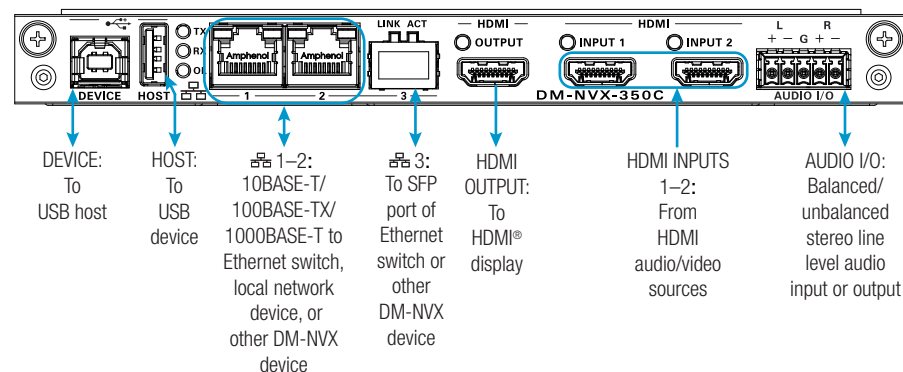 LINK ACT
HDMI
HDMI
L R
TX
RX
OL
OUTPUT
INPUT 1
INPUT 2
+ − G + −
Amphenol
Amphenol
DEVICE
HOST
1
2
3
DM-NVX-350C
AUDIO I/O
DEVICE:
To
USB host
HOST:
To
USB
device
1–2:
10BASE-T/
100BASE-TX/
1000BASE-T to
Ethernet switch,
local network
device, or
other DM-NVX
device
3:
To SFP
port of
Ethernet
switch or
other
DM-NVX
device
HDMI
OUTPUT:
To
HDMI®
display
HDMI INPUTS
1–2:
From
HDMI
audio/video
sources
AUDIO I/O:
Balanced/
unbalanced
stereo line
level audio
input or output